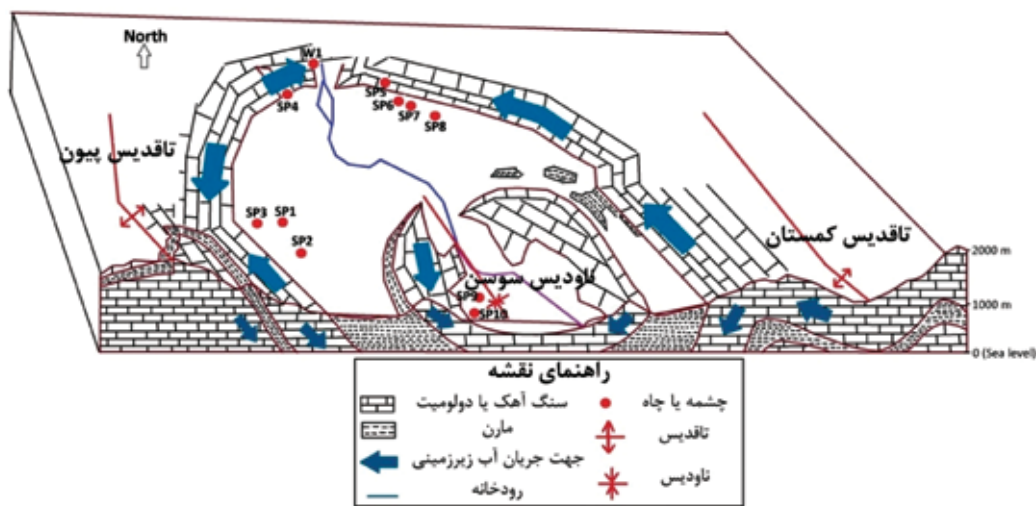 North
W1
SP4
SP5
SP6
SP7
SP8
تاقدیس پیون
SP3
SP1
SP2
تاقدیس کمستان
ناودیس سوسن
SP9
SP10
2000 m
1000 m
0 (Sea level)
راهنمای نقشه
چشمه یا چاه
سنگ آهک یا دولومیت
تاقدیس
مارن
ناودیس
جهت جریان آب زیرزمینی
رودخانه